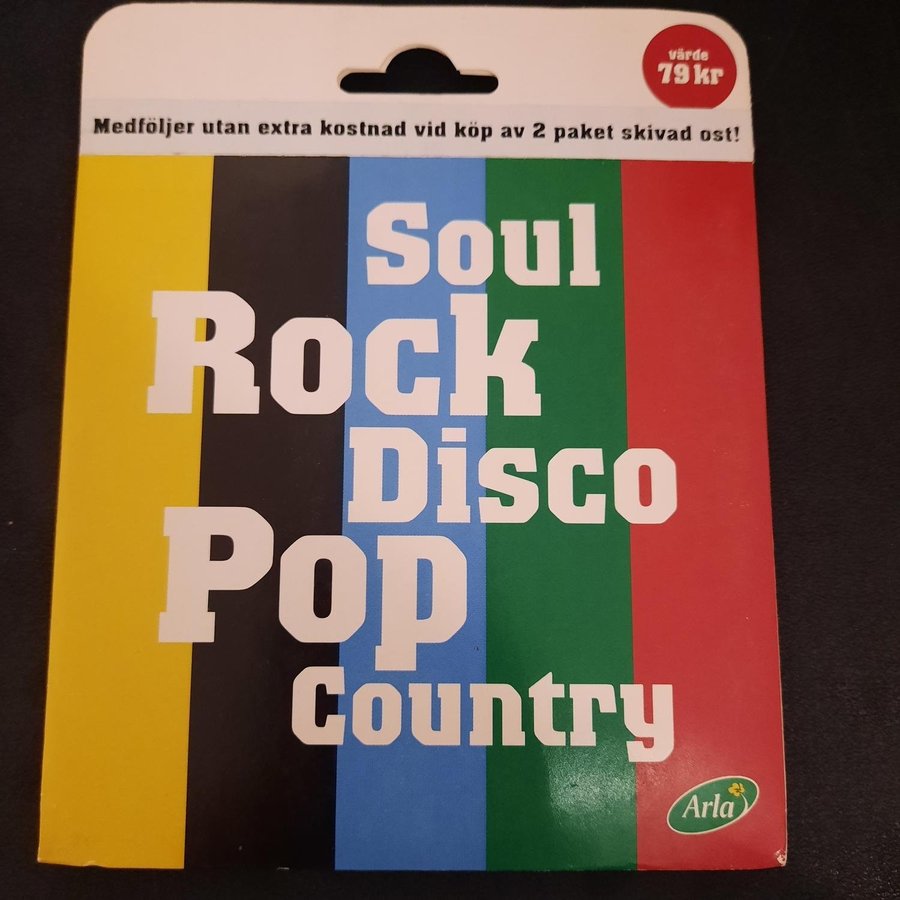 värde
79 kr
Medföljer utan extra kostnad vid köp av 2 paket skivad ost!
Soul
Rock
Disco
Pop
Country
Arla